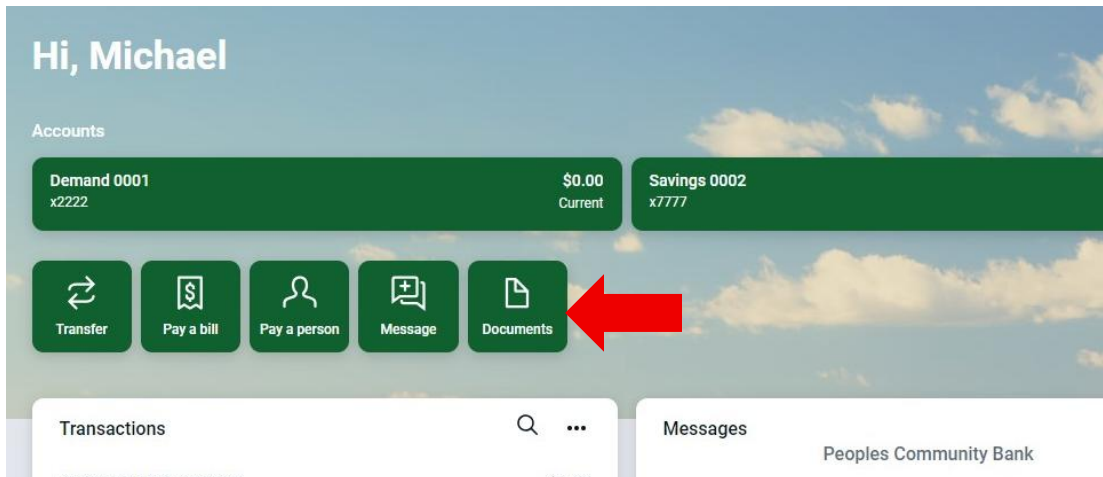 Hi, Michael
Accounts
Demand 0001
$0.00
x2222
Current
Savings 0002
x7777
Transfer
Pay a bill
Pay a person
Message
Documents
Transactions
Messages
Peoples Community Bank